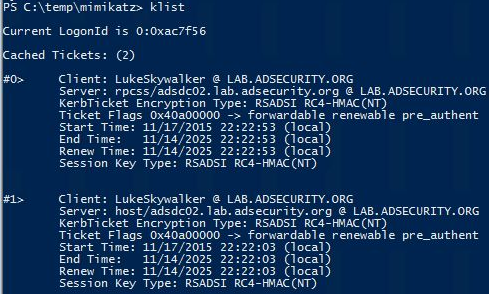 PS C:\temp\mimikatz> klist
Current LogonId is 0:0xac7f56
Cached Tickets: (2)
#0> Client: LukeSkywalker @ LAB.ADSECURITY.ORG
Server: rpcss/adsdc02.lab.adsecurity.org @ LAB.ADSECURITY.ORG
KerbTicket Encryption Type: RSADSI RC4-HMAC(NT)
Ticket Flags 0x40a00000 -> forwardable renewable pre_authent
Start Time: 11/17/2015 22:22:53 (local)
End Time: 11/14/2025 22:22:53 (local)
Renew Time: 11/14/2025 22:22:53 (local)
Session Key Type: RSADSI RC4-HMAC(NT)
#1> Client: LukeSkywalker @ LAB.ADSECURITY.ORG
Server: host/adsdc02.lab.adsecurity.org @ LAB.ADSECURITY.ORG
KerbTicket Encryption Type: RSADSI RC4-HMAC(NT)
Ticket Flags 0x40a00000 -> forwardable renewable pre_authent
Start Time: 11/17/2015 22:22:03 (local)
End Time: 11/14/2025 22:22:03 (local)
Renew Time: 11/14/2025 22:22:03 (local)
Session Key Type: RSADSI RC4-HMAC(NT)